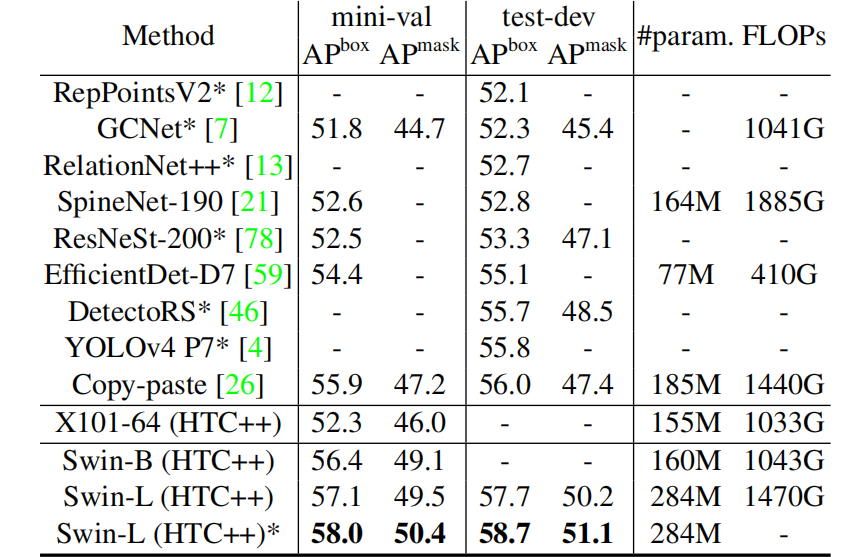 Method mini-val test-dev #param. FLOPs
AP^box AP^mask AP^box AP^mask
RepPointsV2* [12] - - 52.1 - - -
GCNet* [7] 51.8 44.7 52.3 45.4 - 1041G
RelationNet++* [13] - - 52.7 - - -
SpineNet-190 [21] 52.6 - 52.8 - 164M 1885G
ResNeSt-200* [78] 52.5 - 53.3 47.1 - -
EfficientDet-D7 [59] 54.4 - 55.1 - 77M 410G
DetectoRS* [46] - - 55.7 48.5 - -
YOLOv4 P7* [4] - - 55.8 - - -
Copy-paste [26] 55.9 47.2 56.0 47.4 185M 1440G
X101-64 (HTC++) 52.3 46.0 - - 155M 1033G
Swin-B (HTC++) 56.4 49.1 - - 160M 1043G
Swin-L (HTC++) 57.1 49.5 57.7 50.2 284M 1470G
Swin-L (HTC++)* 58.0 50.4 58.7 51.1 284M -